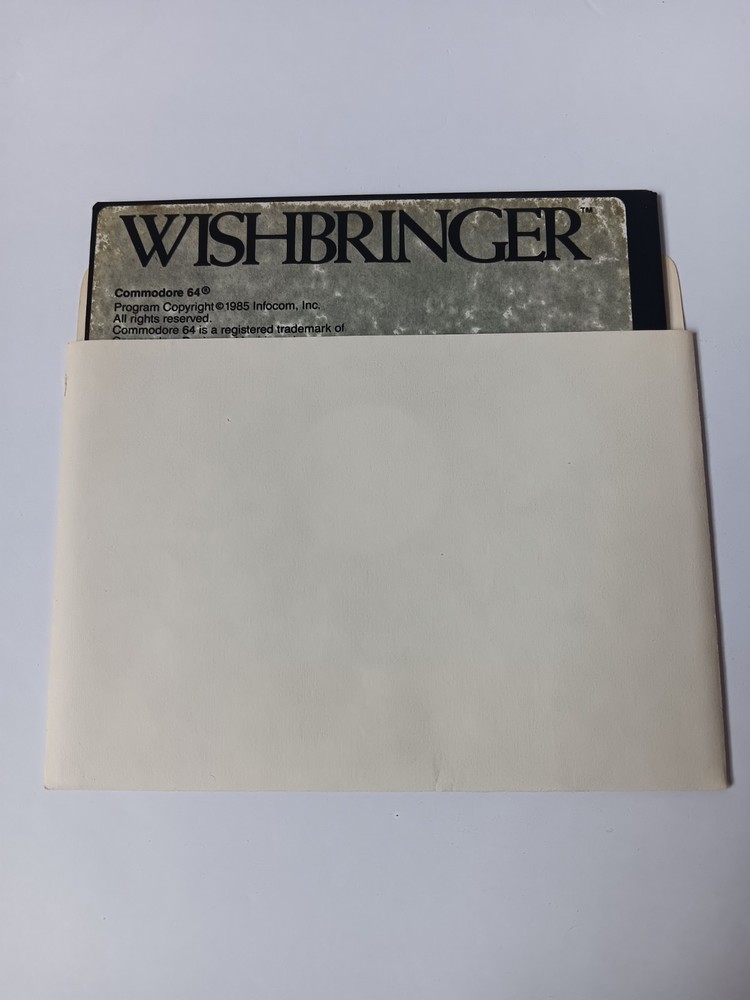 WISHBRINGER™
Commodore 64®
Program Copyright ©1985 Infocom, Inc.
All rights reserved.
Commodore 64 is a registered trademark of